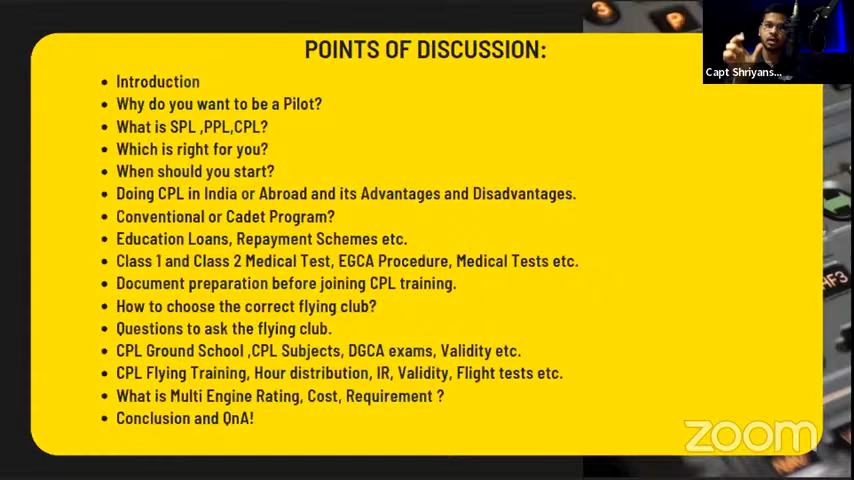 POINTS OF DISCUSSION:
Capt Shriyans...
• Introduction
• Why do you want to be a Pilot?
• What is SPL ,PPL,CPL?
• Which is right for you?
• When should you start?
• Doing CPL in India or Abroad and its Advantages and Disadvantages.
• Conventional or Cadet Program?
• Education Loans, Repayment Schemes etc.
• Class 1 and Class 2 Medical Test, EGCA Procedure, Medical Tests etc.
• Document preparation before joining CPL training.
• How to choose the correct flying club?
• Questions to ask the flying club.
• CPL Ground School ,CPL Subjects, DGCA exams, Validity etc.
• CPL Flying Training, Hour distribution, IR, Validity, Flight tests etc.
• What is Multi Engine Rating, Cost, Requirement ?
• Conclusion and QnA!
HF3
zoom